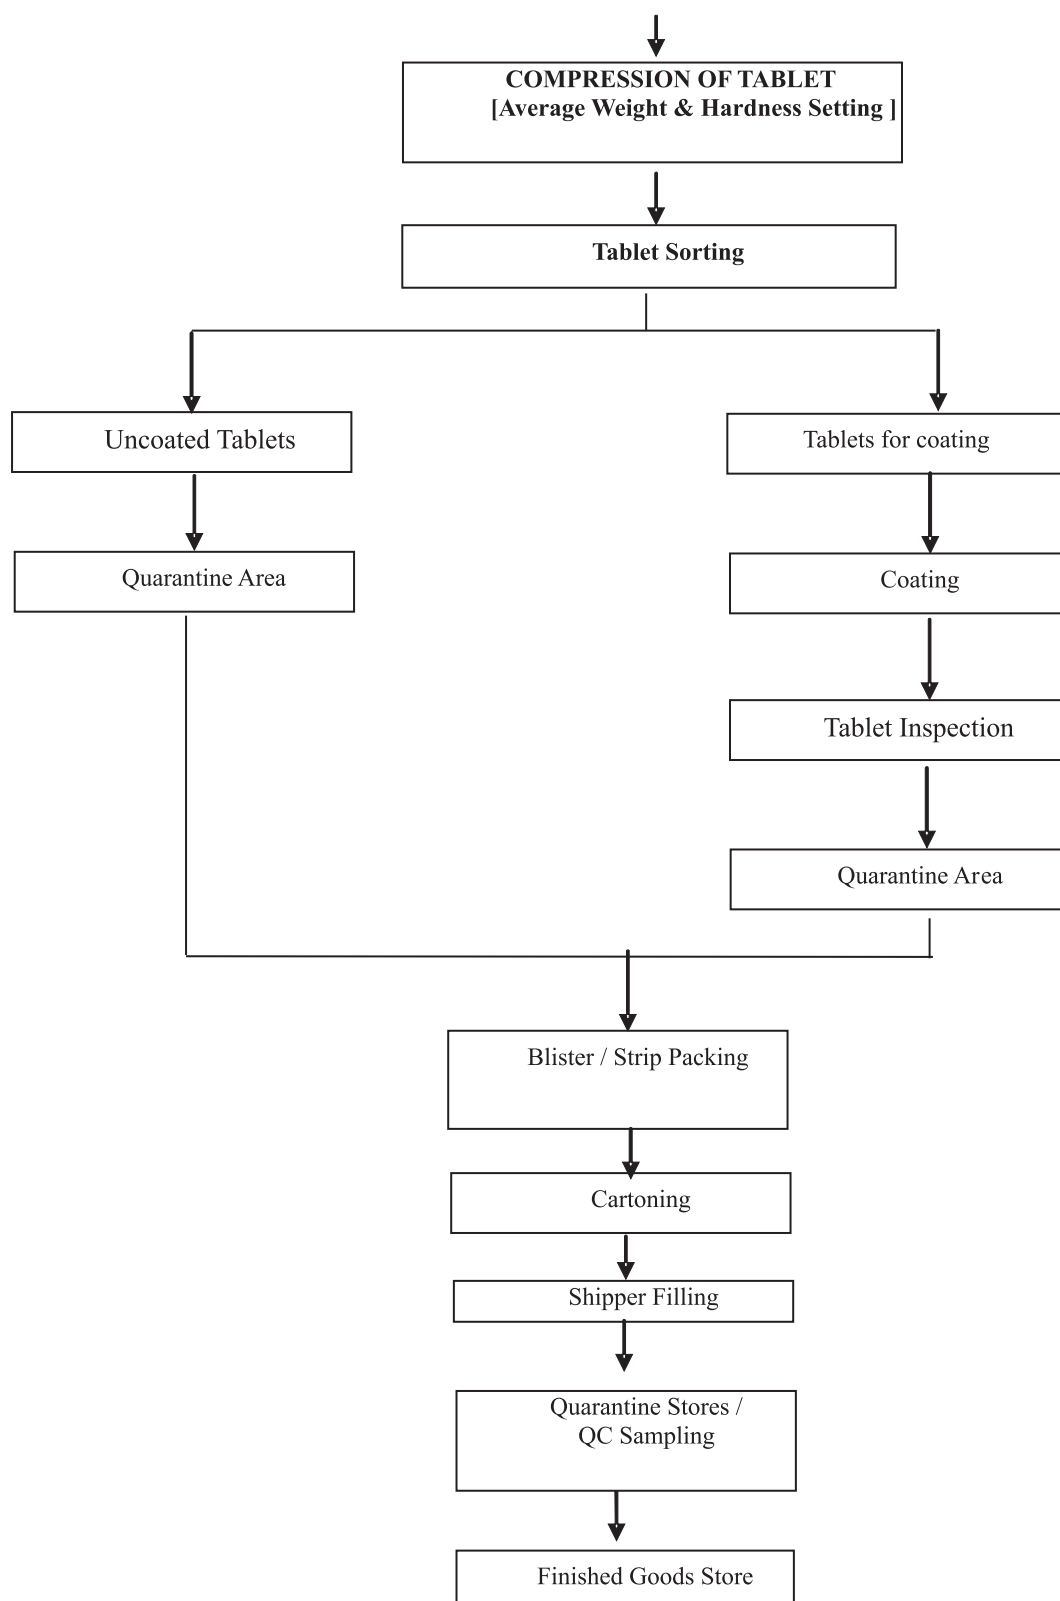 COMPRESSION OF TABLET
[Average Weight & Hardness Setting ]
Tablet Sorting
Uncoated Tablets
Tablets for coating
Quarantine Area
Coating
Tablet Inspection
Quarantine Area
Blister / Strip Packing
Cartoning
Shipper Filling
Quarantine Stores /
QC Sampling
Finished Goods Store